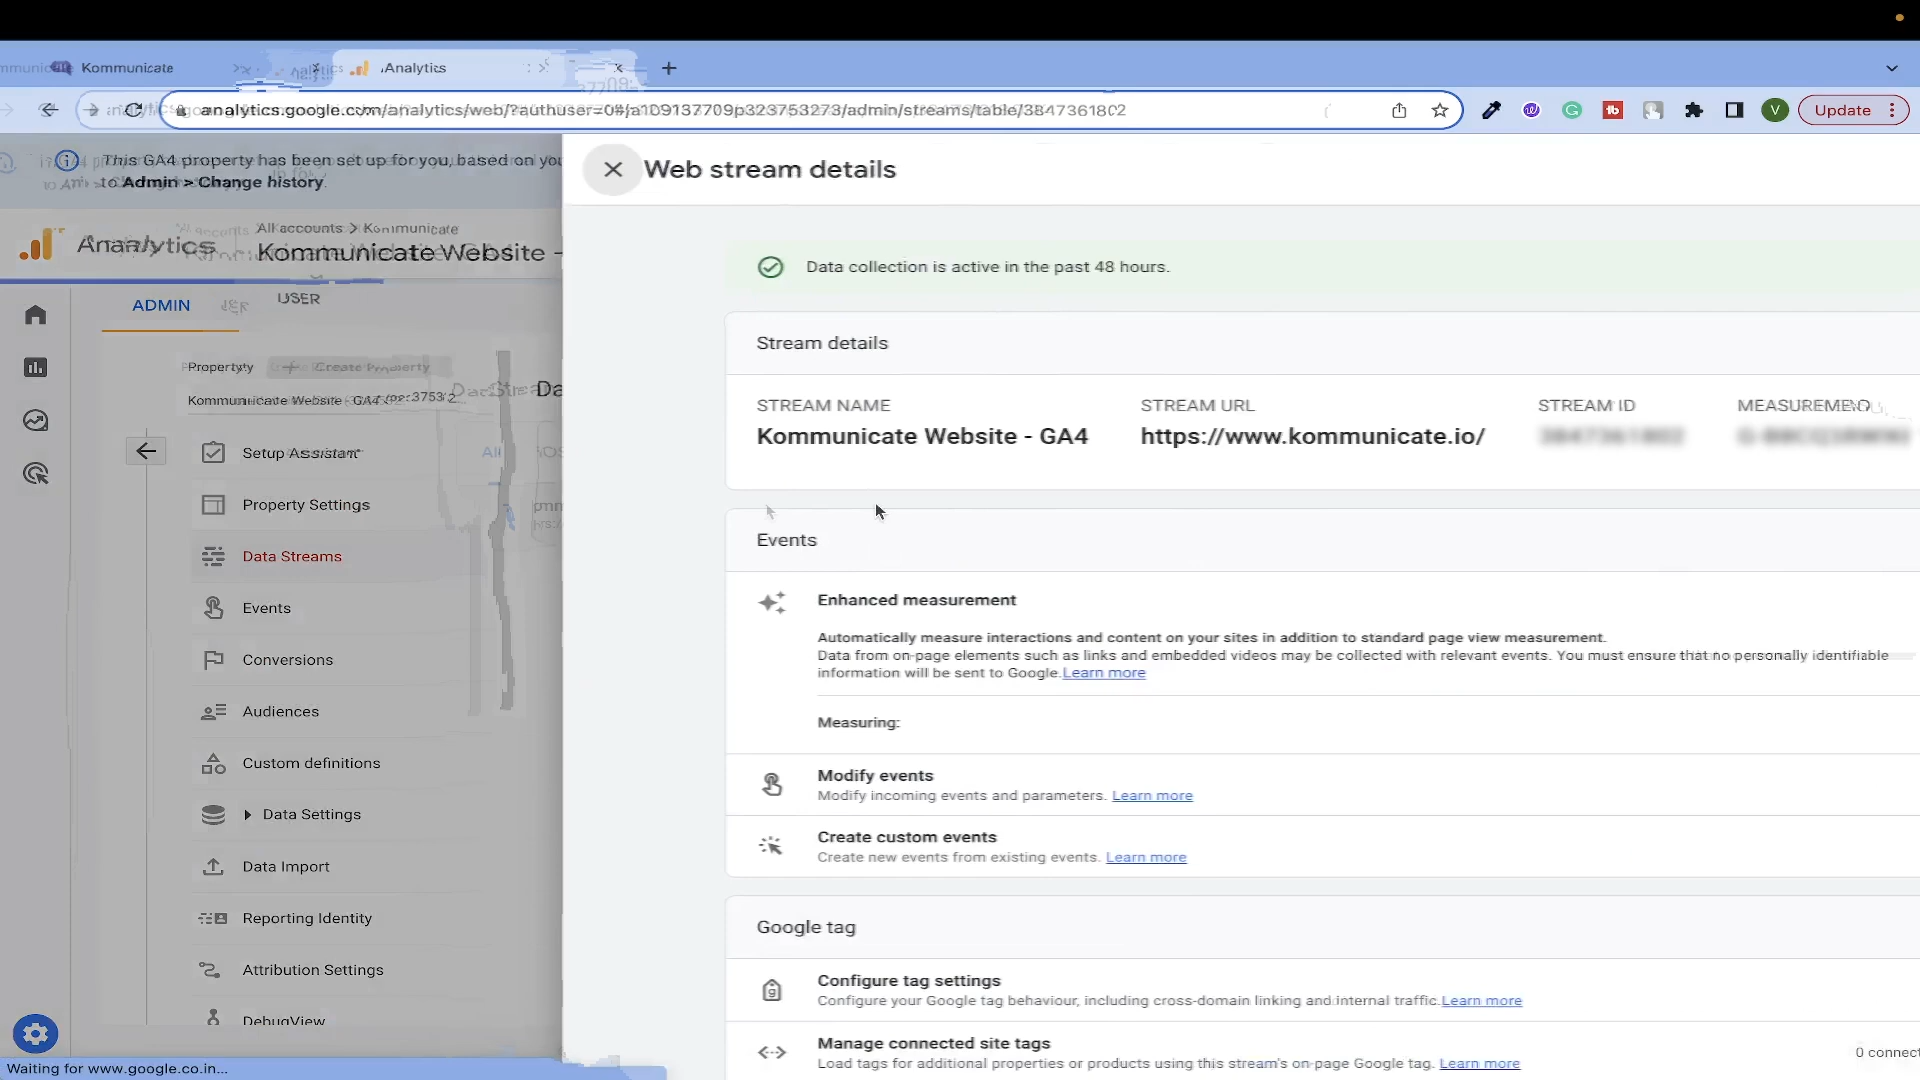 Kommunicate
Analytics
analytics.google.com/analytics/web/?authuser=0#/a109137709p323753273/admin/streams/table/3847361802
Update
This GA4 property has been set up for you, based on you
to Admin > Change history.
Web stream details
Analytics
All accounts > Kommunicate
Kommunicate Website -
Data collection is active in the past 48 hours.
ADMIN
USER
Stream details
Property
Create Property
Kommunicate Website - GA4
STREAM NAME
STREAM URL
STREAM ID
MEASUREMENT
Kommunicate Website - GA4
https://www.kommunicate.io/
Setup Assistant
All
iOS
Property Settings
Data Streams
Events
Conversions
Audiences
Custom definitions
Data Settings
Data Import
Reporting Identity
Attribution Settings
DebugView
Events
Enhanced measurement
Automatically measure interactions and content on your sites in addition to standard page view measurement.
Data from on-page elements such as links and embedded videos may be collected with relevant events. You must ensure that no personally identifiable
information will be sent to Google. Learn more
Measuring:
Modify events
Modify incoming events and parameters. Learn more
Create custom events
Create new events from existing events. Learn more
Google tag
Configure tag settings
Configure your Google tag behaviour, including cross-domain linking and internal traffic. Learn more
Manage connected site tags
Load tags for additional properties or products using this stream's on-page Google tag. Learn more
0 connect
Waiting for www.google.co.in...